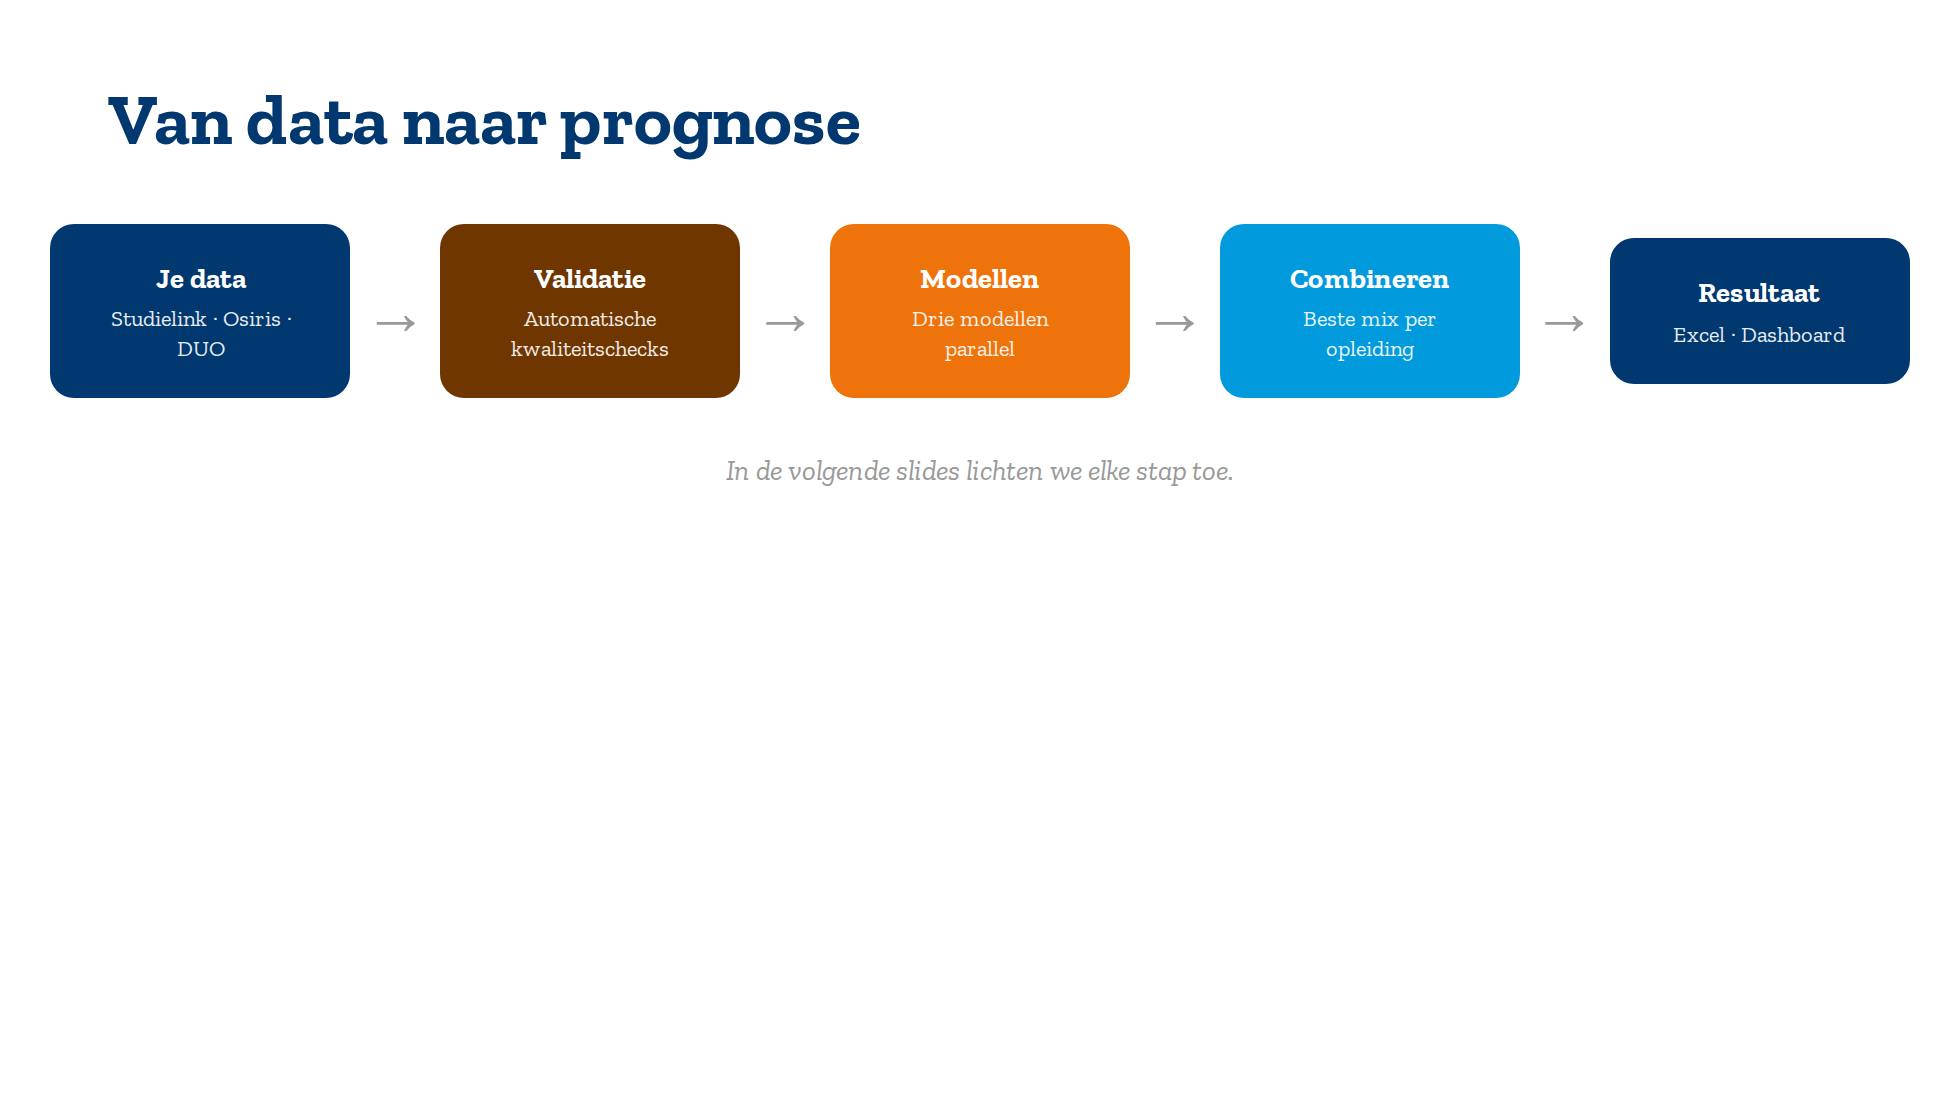 Van data naar prognose
Je data
Studielink · Osiris ·
DUO
→
Validatie
Automatische
kwaliteitschecks
→
Modellen
Drie modellen
parallel
→
Combineren
Beste mix per
opleiding
→
Resultaat
Excel · Dashboard
In de volgende slides lichten we elke stap toe.